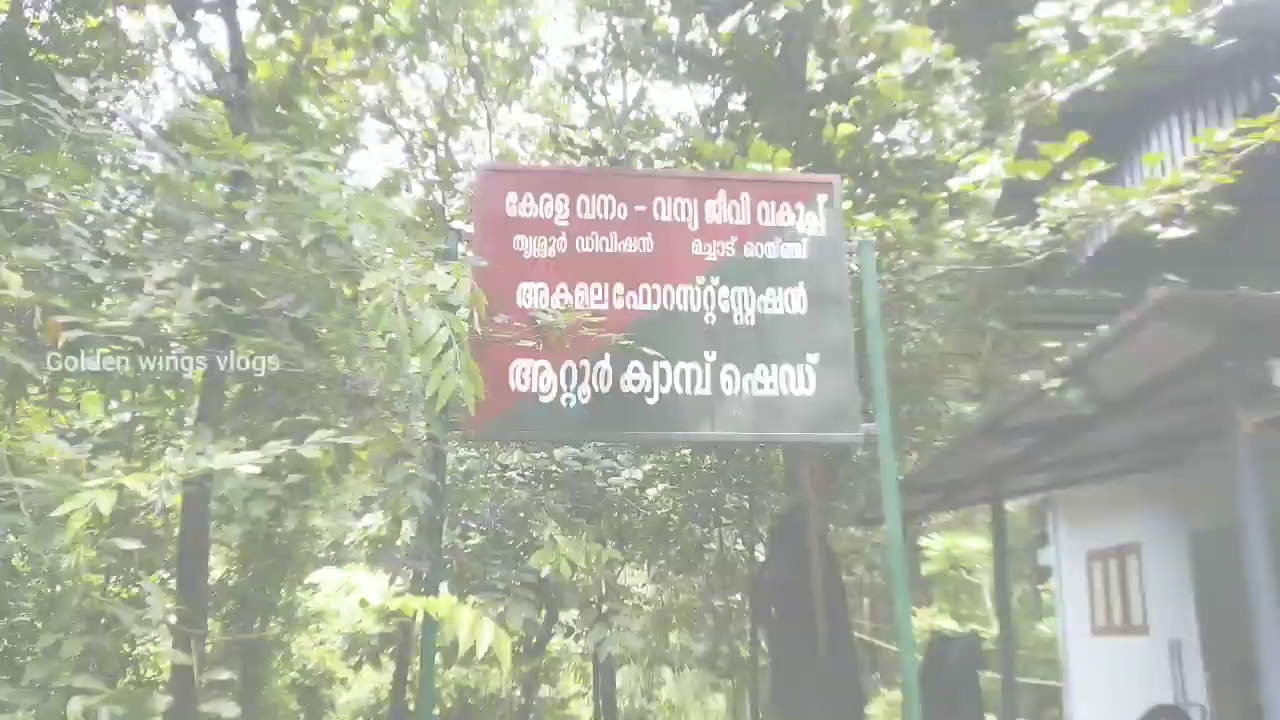 കേരള വനം - വന്യ ജീവി വകുപ്പ്
തൃശ്ശൂർ ഡിവിഷൻ മച്ചാട് റെയ്ഞ്ച്
അകമല ഫോറസ്റ്റ്സ്റ്റേഷൻ
ആറ്റൂർ ക്യാമ്പ് ഷെഡ്
Golden wings vlogs